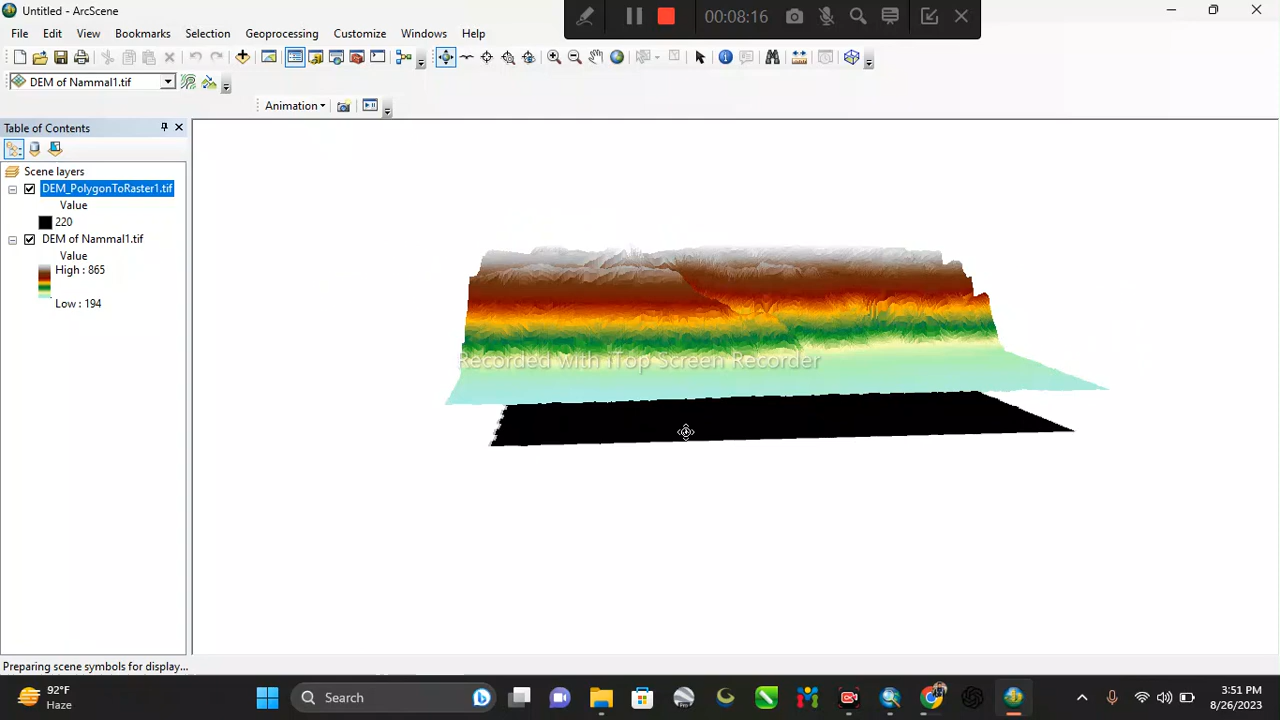 Untitled - ArcScene
00:08:16
File Edit View Bookmarks Selection Geoprocessing Customize Windows Help
DEM of Nammal1.tif
Animation
Table of Contents
Scene layers
DEM_PolygonToRaster1.tif
Value
220
DEM of Nammal1.tif
Value
High : 865
Low : 194
Recorded with iTop Screen Recorder
Preparing scene symbols for display...
92°F
Haze
Search
3:51 PM
8/26/2023